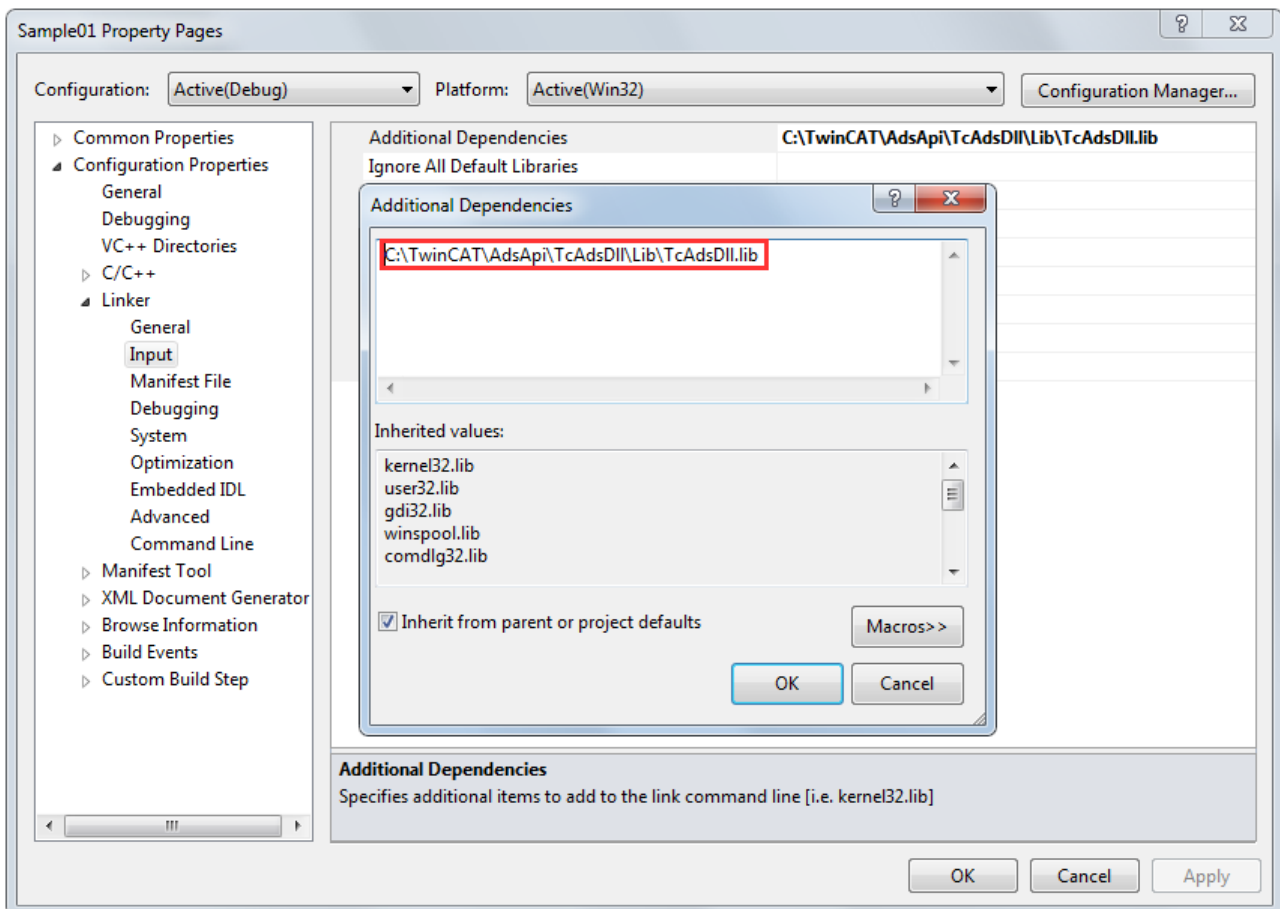 Sample01 Property Pages
Configuration: Active(Debug) Platform: Active(Win32) Configuration Manager...
Common Properties
Configuration Properties
General
Debugging
VC++ Directories
C/C++
Linker
General
Input
Manifest File
Debugging
System
Optimization
Embedded IDL
Advanced
Command Line
Manifest Tool
XML Document Generator
Browse Information
Build Events
Custom Build Step
Additional Dependencies C:\TwinCAT\AdsApi\TcAdsDll\Lib\TcAdsDll.lib
Ignore All Default Libraries
Additional Dependencies
C:\TwinCAT\AdsApi\TcAdsDll\Lib\TcAdsDll.lib
Inherited values:
kernel32.lib
user32.lib
gdi32.lib
winspool.lib
comdlg32.lib
Inherit from parent or project defaults
Macros>>
OK Cancel
Additional Dependencies
Specifies additional items to add to the link command line [i.e. kernel32.lib]
OK Cancel Apply